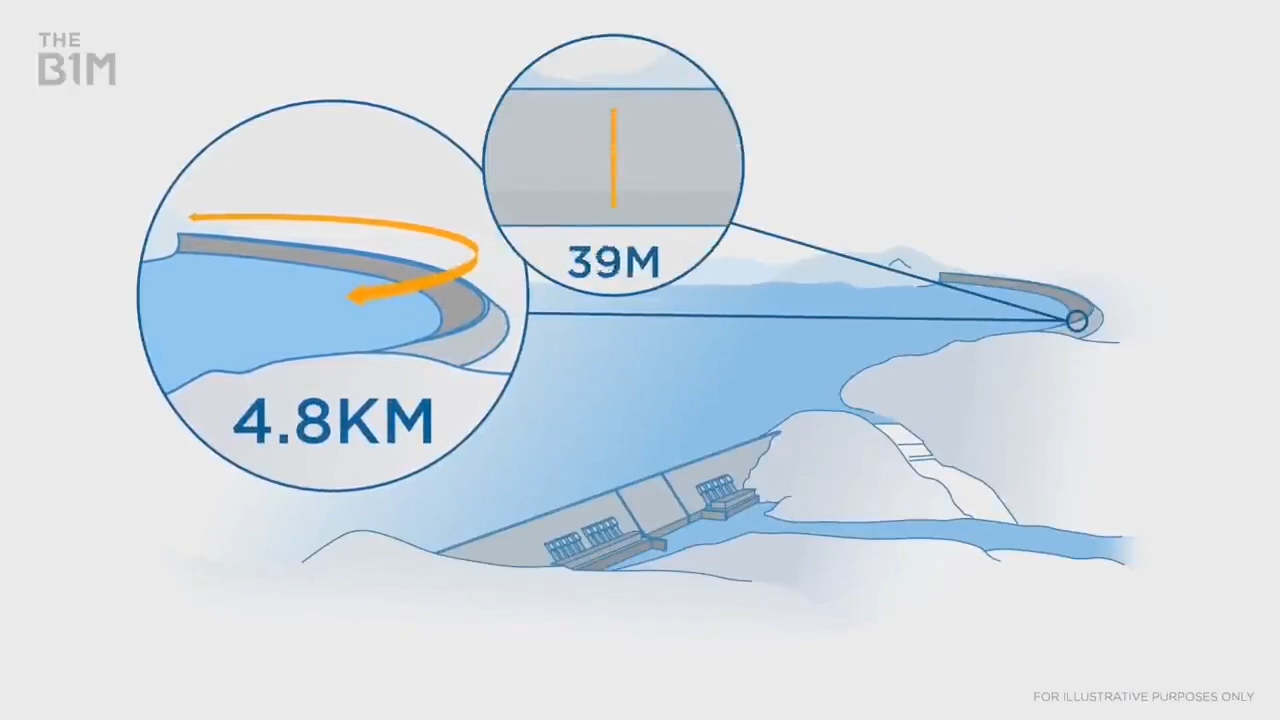 THE
B1M
39M
4.8KM
FOR ILLUSTRATIVE PURPOSES ONLY